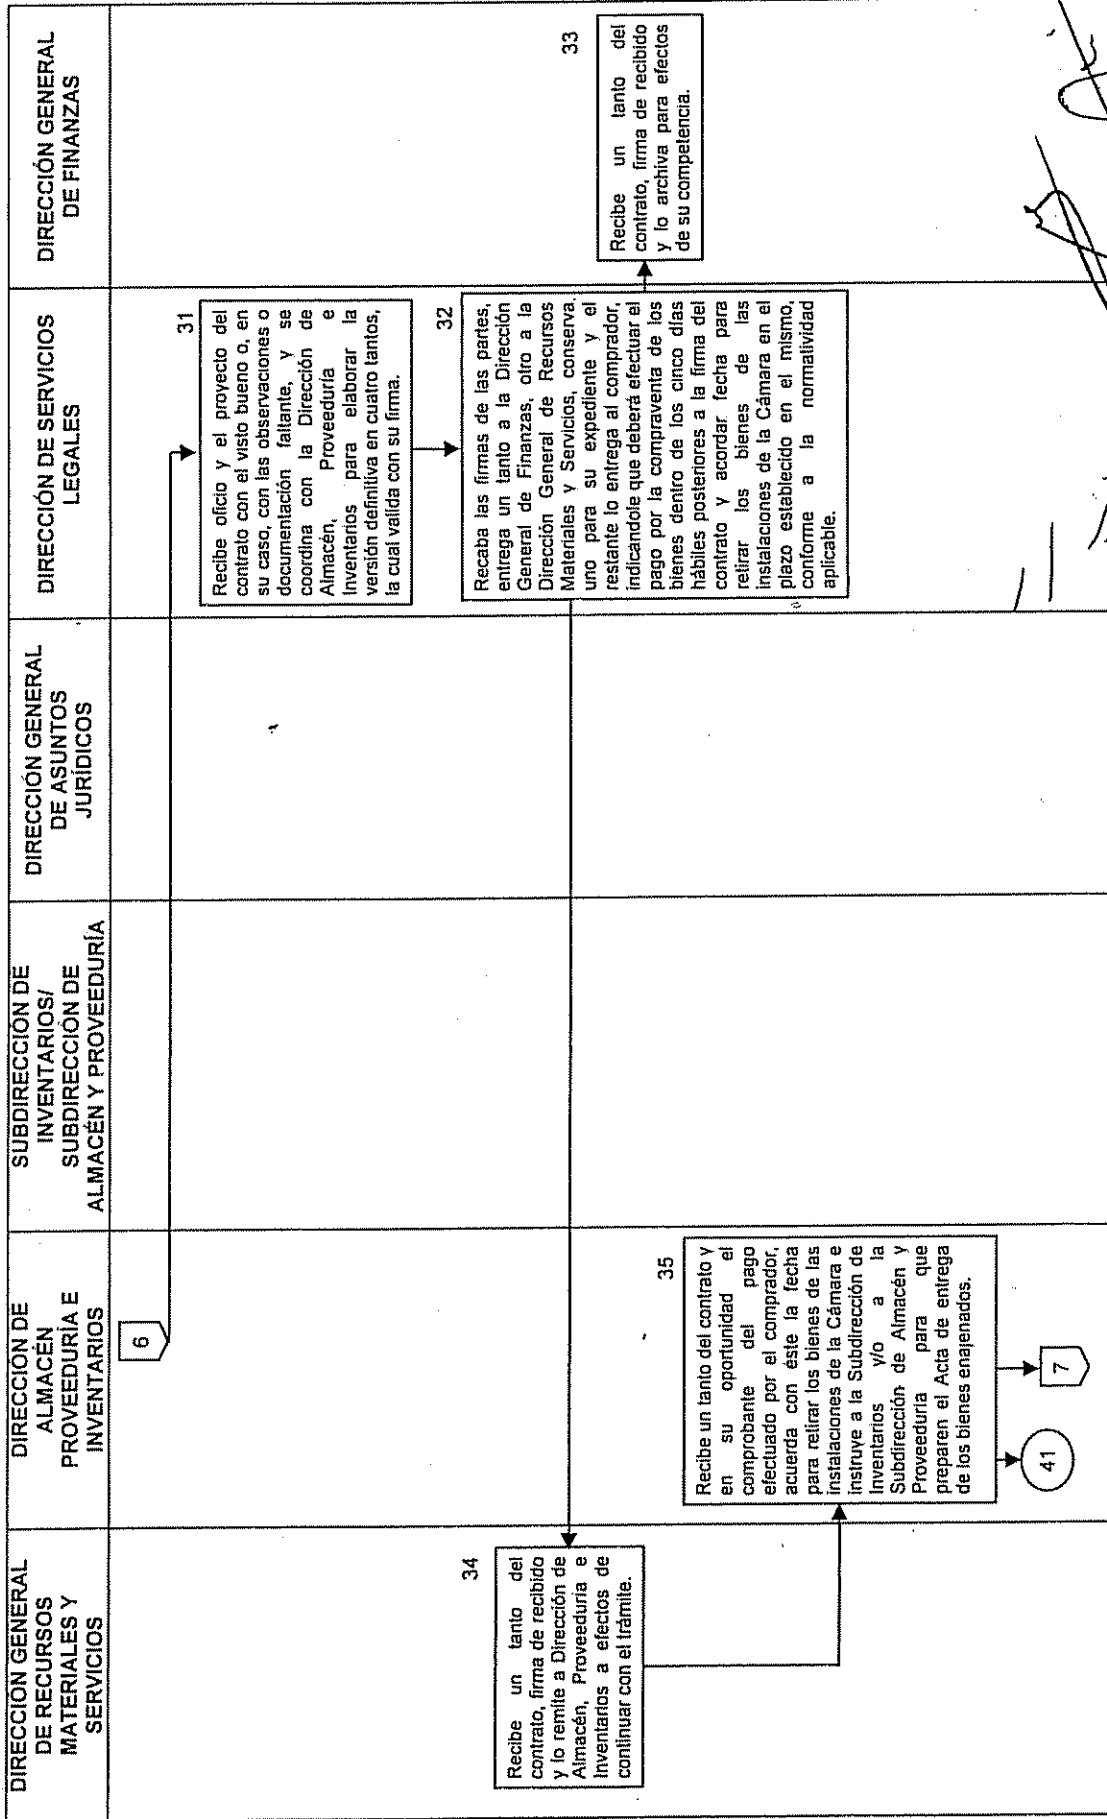 DIRECCIÓN GENERAL
DE RECURSOS
MATERIALES Y
SERVICIOS
DIRECCIÓN DE
ALMACÉN
PROVEEDURÍA E
INVENTARIOS
SUBDIRECCIÓN DE
INVENTARIOS/
SUBDIRECCIÓN DE
ALMACÉN Y PROVEEDURÍA
DIRECCIÓN GENERAL
DE ASUNTOS
JURÍDICOS
DIRECCIÓN DE SERVICIOS
LEGALES
DIRECCIÓN GENERAL
DE FINANZAS
6
31
Recibe oficio y el proyecto del
contrato con el visto bueno o, en
su caso, con las observaciones o
documentación faltante, y se
coordina con la Dirección de
Almacén, Proveeduría e
Inventarios para elaborar la
versión definitiva en cuatro tantos,
la cual valida con su firma.
32
Recaba las firmas de las partes,
entrega un tanto a la Dirección
General de Finanzas, otro a la
Dirección General de Recursos
Materiales y Servicios, conserva
uno para su expediente y el
restante lo entrega al comprador,
indicándole que deberá efectuar el
pago por la compraventa de los
bienes dentro de los cinco días
hábiles posteriores a la firma del
contrato y acordar fecha para
retirar los bienes de las
instalaciones de la Cámara en el
plazo establecido en el mismo,
conforme a la normatividad
aplicable.
33
Recibe un tanto del
contrato, firma de recibido
y lo archiva para efectos
de su competencia.
34
Recibe un tanto del
contrato, firma de recibido
y lo remite a Dirección de
Almacén, Proveeduría e
Inventarios a efectos de
continuar con el trámite.
35
Recibe un tanto del contrato y
en su oportunidad el
comprobante del pago
efectuado por el comprador,
acuerda con éste la fecha
para retirar los bienes de las
instalaciones de la Cámara e
instruye a la Subdirección de
Inventarios y/o a la
Subdirección de Almacén y
Proveeduría para que
preparen el Acta de entrega
de los bienes enajenados.
41
7